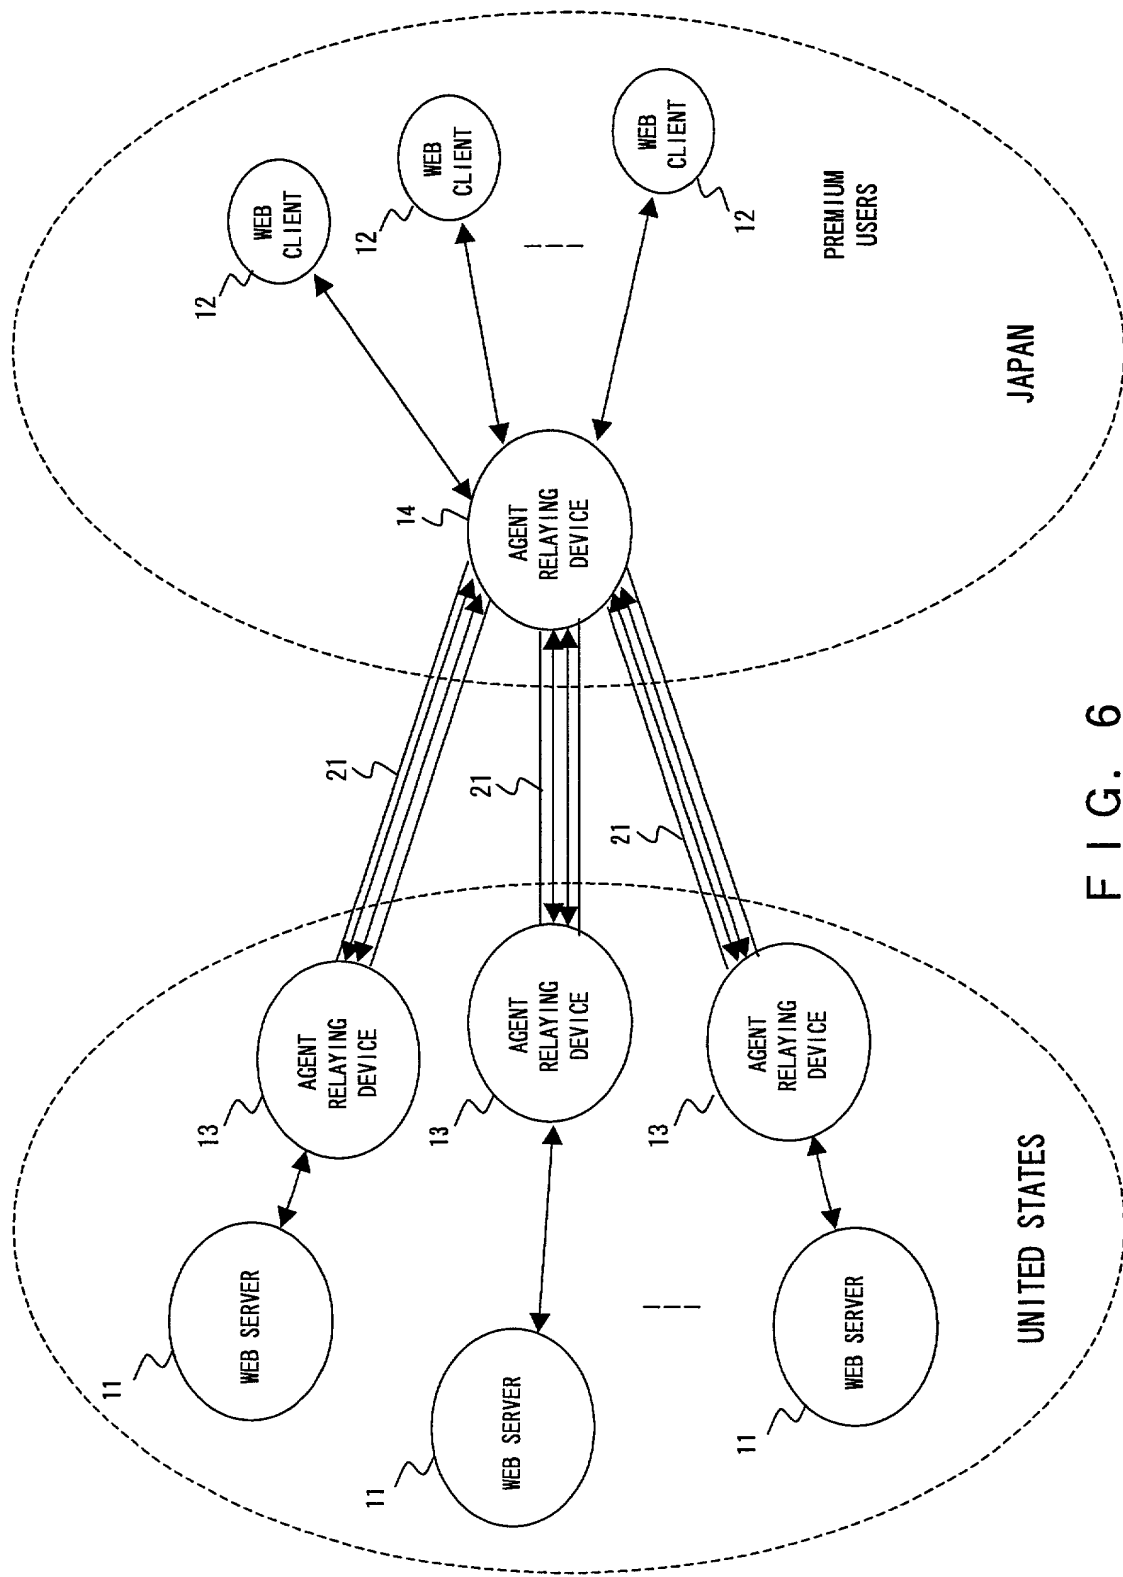 11
WEB SERVER
11
WEB SERVER
11
WEB SERVER
UNITED STATES
13
AGENT
RELAYING
DEVICE
13
AGENT
RELAYING
DEVICE
13
AGENT
RELAYING
DEVICE
21
21
21
14
AGENT
RELAYING
DEVICE
12
WEB
CLIENT
12
WEB
CLIENT
12
WEB
CLIENT
PREMIUM
USERS
JAPAN
FIG. 6